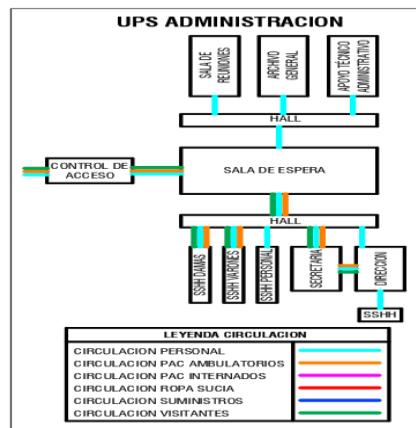 UPS ADMINISTRACION
SALA DE
REUNIONES
ARCHIVO
GENERAL
APOYO TÉCNICO
ADMINISTRATIVO
HALL
CONTROL DE
ACCESO
SALA DE ESPERA
HALL
SSHH DAMAS
SSHH VARONES
SSHH PERSONAL
SECRETARIA
DIRECCION
SSHH
LEYENDA CIRCULACION
CIRCULACION PERSONAL
CIRCULACION PAC AMBULATORIOS
CIRCULACION PAC INTERNADOS
CIRCULACION ROPA SUCIA
CIRCULACION SUMINISTROS
CIRCULACION VISITANTES